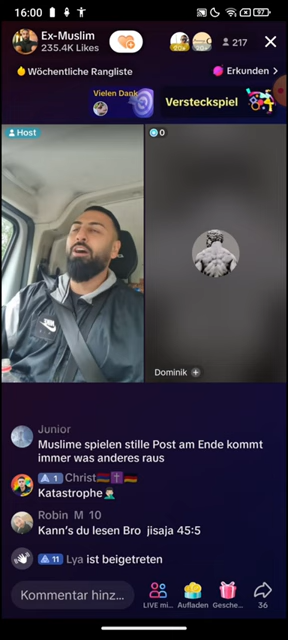 16:00
97
Ex-Muslim
235.4K Likes
217
Wöchentliche Rangliste
Erkunden >
Vielen Dank
Versteckspiel
Host
0
Dominik
Junior
Muslime spielen stille Post am Ende kommt
immer was anderes raus
1 Christ
Katastrophe
Robin M 10
Kann's du lesen Bro jisaja 45:5
11 Lya ist beigetreten
Kommentar hinz...
LIVE mi...
Aufladen
Gesche...
36